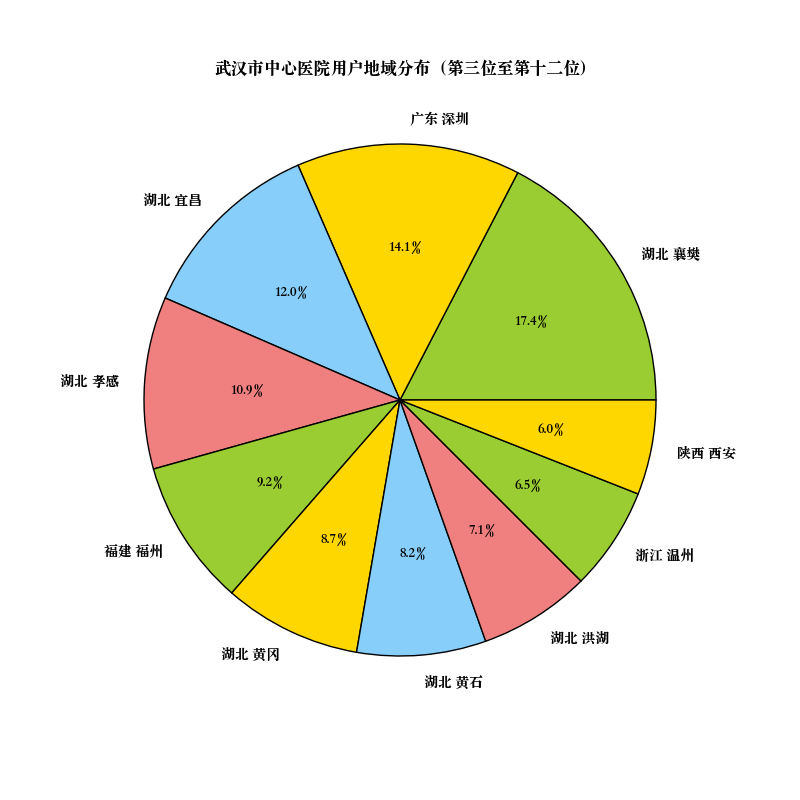 武汉市中心医院用户地域分布（第三位至第十二位）
广东 深圳
湖北 宜昌
湖北 襄樊
14.1%
12.0%
17.4%
湖北 孝感
10.9%
6.0%
陕西 西安
9.2%
6.5%
8.7%
7.1%
8.2%
福建 福州
浙江 温州
湖北 洪湖
湖北 黄冈
湖北 黄石